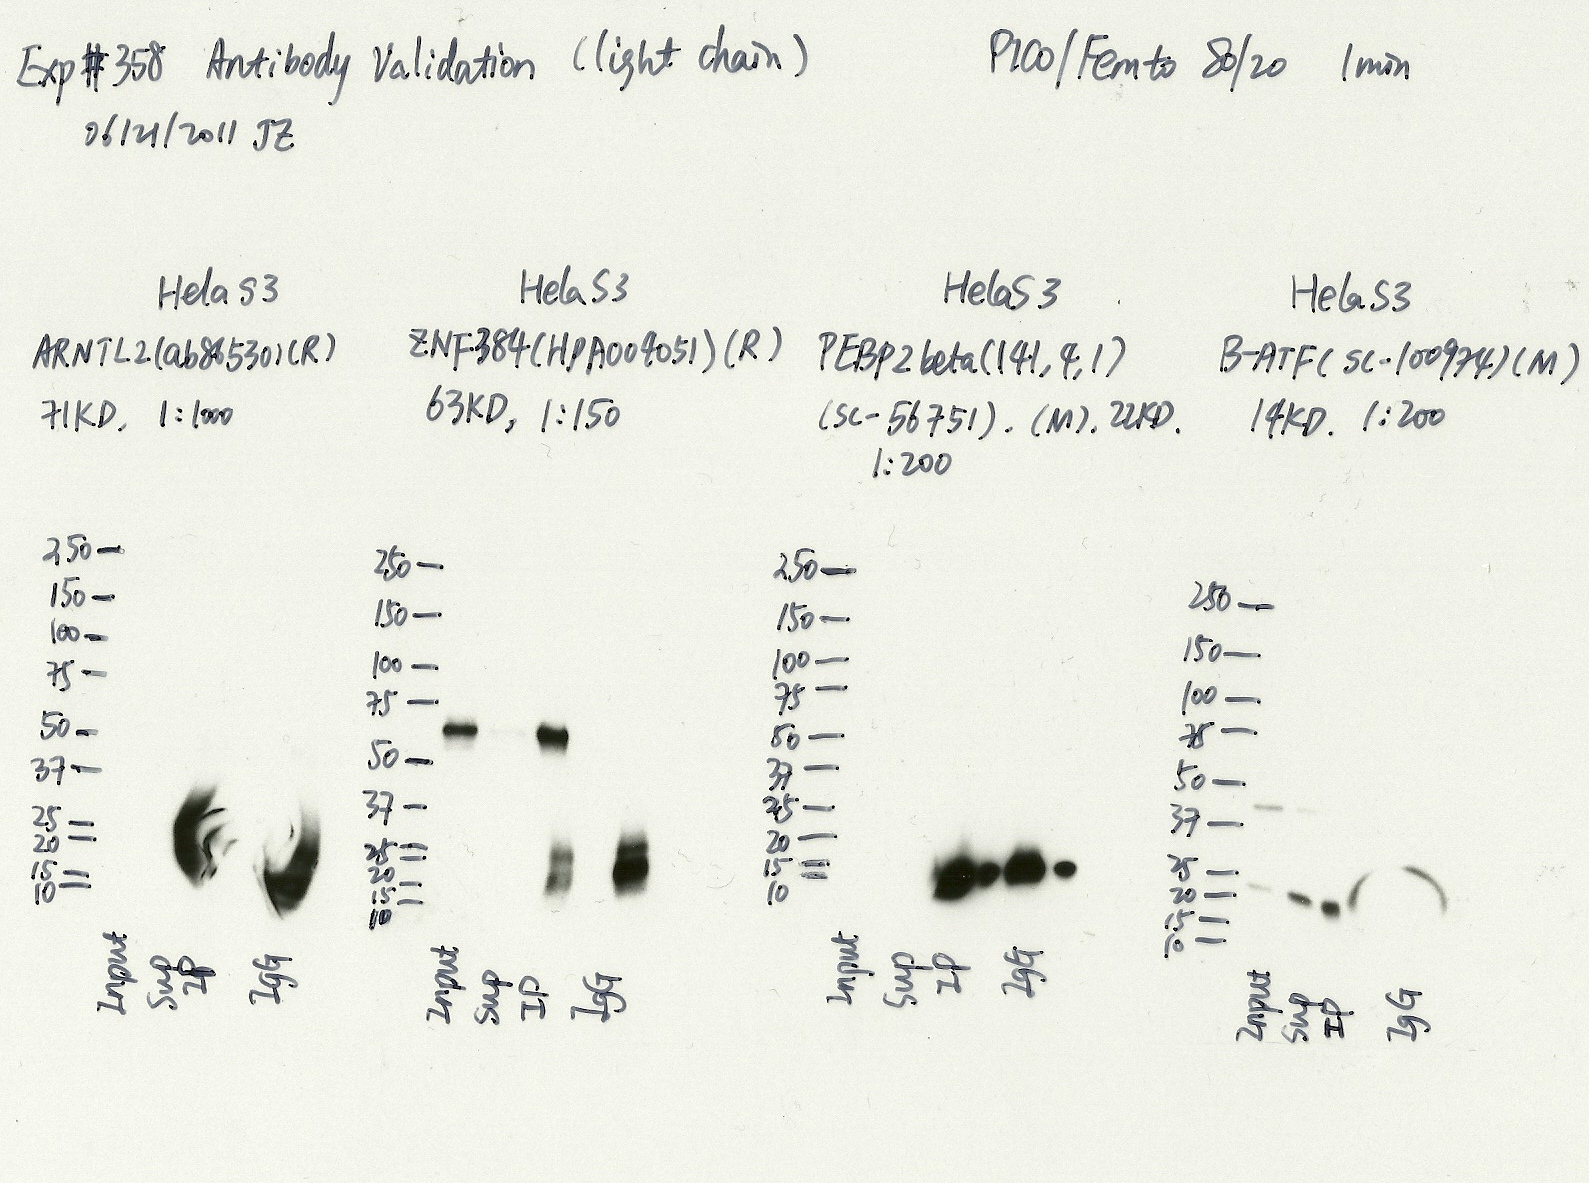 Exp#358 Antibody Validation (light chain)
PICO/Femto 80/20 1min
06/21/2011 JZ
HelaS3
ARNTL2(ab86530)(R)
71KD, 1:1000
250
150
100
75
50
37
25
20
15
10
Input
Sup
IP
IgG
HelaS3
ZNF384(HPA004051)(R)
63KD, 1:150
250
150
100
75
50
37
25
20
15
10
Input
Sup
IP
IgG
HelaS3
PEBP2beta(141,4,1)
(sc-56751). (M). 22KD.
1:200
250
150
100
75
50
37
25
20
15
10
Input
Sup
IP
IgG
HelaS3
B-ATF(sc-100974)(M)
14KD. 1:200
250
150
100
75
50
37
25
20
15
10
Input
Sup
IP
IgG